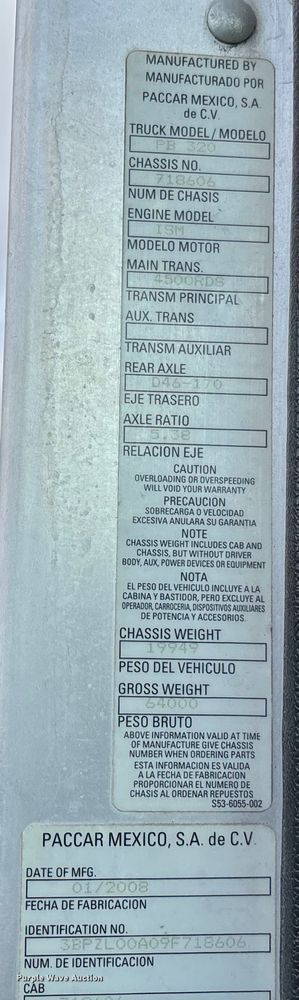 MANUFACTURED BY
MANUFACTURADO POR
PACCAR MEXICO, S.A.
de C.V.
TRUCK MODEL / MODELO
PB 320
CHASSIS NO.
718606
NUM DE CHASIS
ENGINE MODEL
ISM
MODELO MOTOR
MAIN TRANS.
4500RDS
TRANSM PRINCIPAL
AUX. TRANS
TRANSM AUXILIAR
REAR AXLE
D46-170
EJE TRASERO
AXLE RATIO
5.38
RELACION EJE
CAUTION
OVERLOADING OR OVERSPEEDING
WILL VOID YOUR WARRANTY
PRECAUCION
SOBRECARGA O VELOCIDAD
EXCESIVA ANULARA SU GARANTIA
NOTE
CHASSIS WEIGHT INCLUDES CAB AND
CHASSIS, BUT WITHOUT DRIVER
BODY, AUX, POWER DEVICES OR EQUIPMENT
NOTA
EL PESO DEL VEHICULO INCLUYE A LA
CABINA Y BASTIDOR, PERO EXCLUYE AL
OPERADOR, CARROCERIA, DISPOSITIVOS AUXILIARES
DE POTENCIA Y ACCESORIOS.
CHASSIS WEIGHT
19949
PESO DEL VEHICULO
GROSS WEIGHT
64000
PESO BRUTO
ABOVE INFORMATION VALID AT TIME
OF MANUFACTURE GIVE CHASSIS
NUMBER WHEN ORDERING PARTS
ESTA INFORMACION ES VALIDA
A LA FECHA DE FABRICACION
PROPORCIONAR EL NUMERO DE
CHASIS AL ORDENAR REPUESTOS
S53-6055-002
PACCAR MEXICO, S.A. de C.V.
DATE OF MFG.
01/2008
FECHA DE FABRICACION
IDENTIFICATION NO.
3BPZL00A09F718606
NUM. DE IDENTIFICACION
Purple Wave Auction
CAB